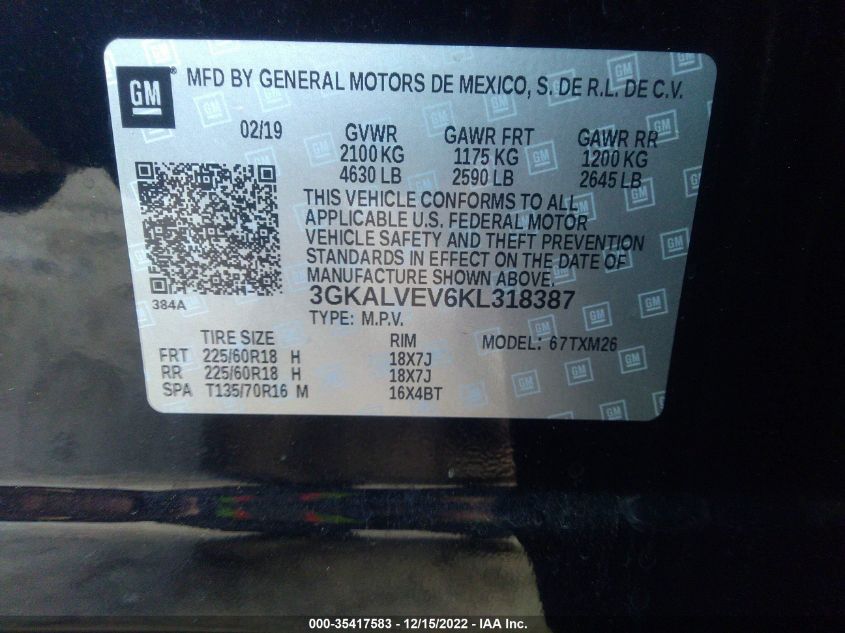 GM ® MFD BY GENERAL MOTORS DE MEXICO, S. DE R.L. DE C.V.
02/19 GVWR GAWR FRT GAWR RR
2100 KG 1175 KG 1200 KG
4630 LB 2590 LB 2645 LB
THIS VEHICLE CONFORMS TO ALL
APPLICABLE U.S. FEDERAL MOTOR
VEHICLE SAFETY AND THEFT PREVENTION
STANDARDS IN EFFECT ON THE DATE OF
MANUFACTURE SHOWN ABOVE.
384A
3GKALVEV6KL318387
TYPE: M.P.V.
TIRE SIZE RIM MODEL: 67TXM26
FRT 225/60R18 H 18X7J
RR 225/60R18 H 18X7J
SPA T135/70R16 M 16X4BT
000-35417583 - 12/15/2022 - IAA Inc.